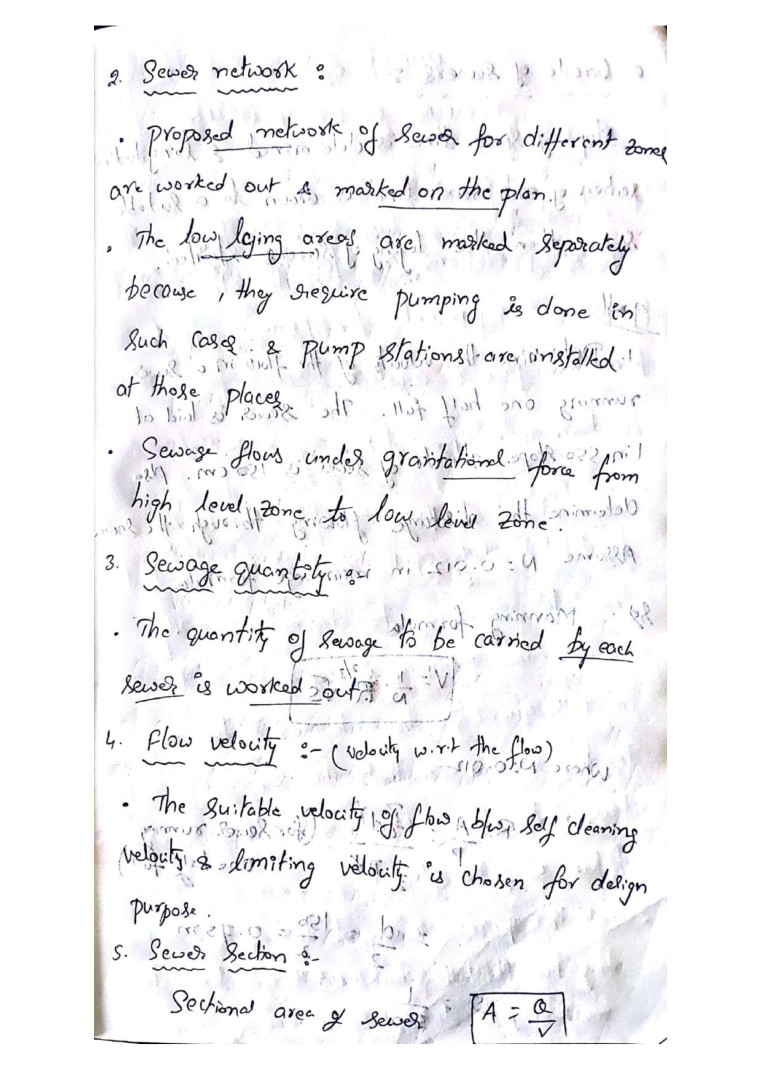 2. Sewer network :
• Proposed network of Sewer for different zones
are worked out & marked on the plan.
• The low lying areas are marked separately
because, they require pumping is done in
such cases & pump stations are installed
at those places
• Sewage flows under gravitational force from
high level zone to low level zone.
3. Sewage quantity :-
• The quantity of sewage to be carried by each
sewer is worked out.
4. Flow velocity :- (velocity w.r.t the flow)
• The suitable velocity of flow b/w self cleaning
velocity & limiting velocity is chosen for design
purpose.
5. Sewer Section :-
Sectional area of sewer A = Q/V